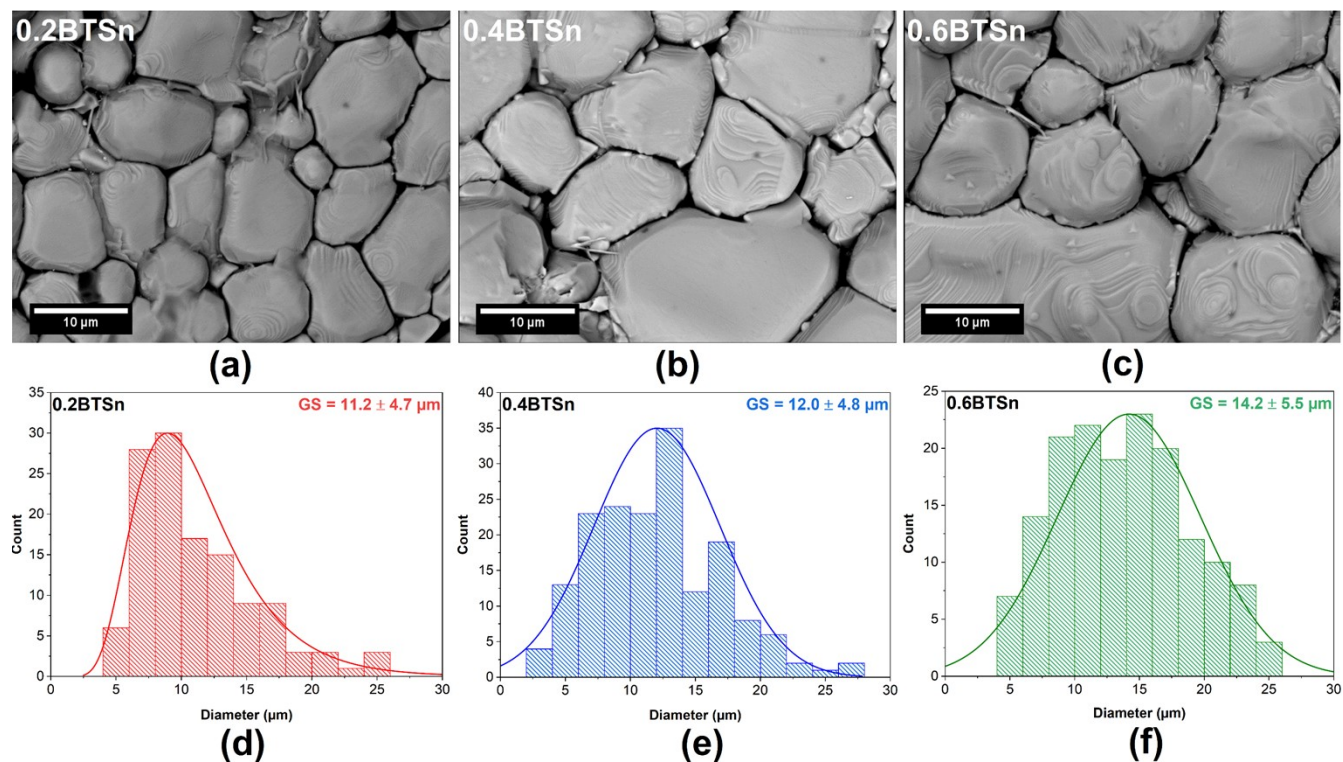 0.2BTSn
0.4BTSn
0.6BTSn
10 µm
10 µm
10 µm
(a)
(b)
(c)
0.2BTSn
GS = 11.2 ± 4.7 µm
35
30
25
20
15
10
5
0
Count
0
5
10
15
20
25
30
Diameter (µm)
(d)
0.4BTSn
GS = 12.0 ± 4.8 µm
40
35
30
25
20
15
10
5
0
Count
0
5
10
15
20
25
30
Diameter (µm)
(e)
0.6BTSn
GS = 14.2 ± 5.5 µm
25
20
15
10
5
0
Count
0
5
10
15
20
25
30
Diameter (µm)
(f)